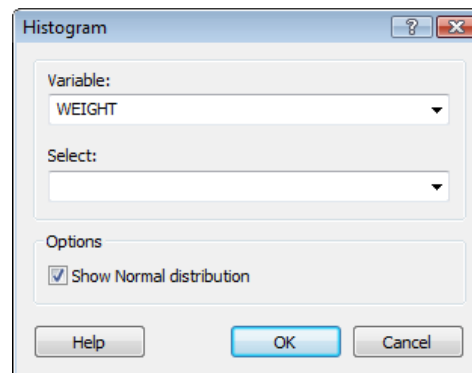 Histogram
Variable:
WEIGHT
Select:
Options
Show Normal distribution
Help OK Cancel